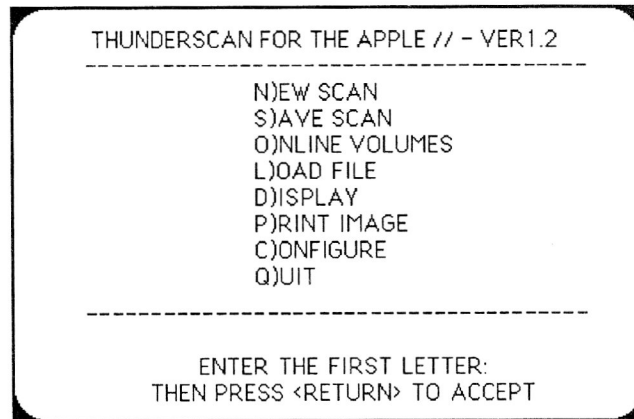 THUNDERSCAN FOR THE APPLE // - VER1.2
----------------------------------------
N)EW SCAN
S)AVE SCAN
O)NLINE VOLUMES
L)OAD FILE
D)ISPLAY
P)RINT IMAGE
C)ONFIGURE
Q)UIT
----------------------------------------
ENTER THE FIRST LETTER:
THEN PRESS <RETURN> TO ACCEPT